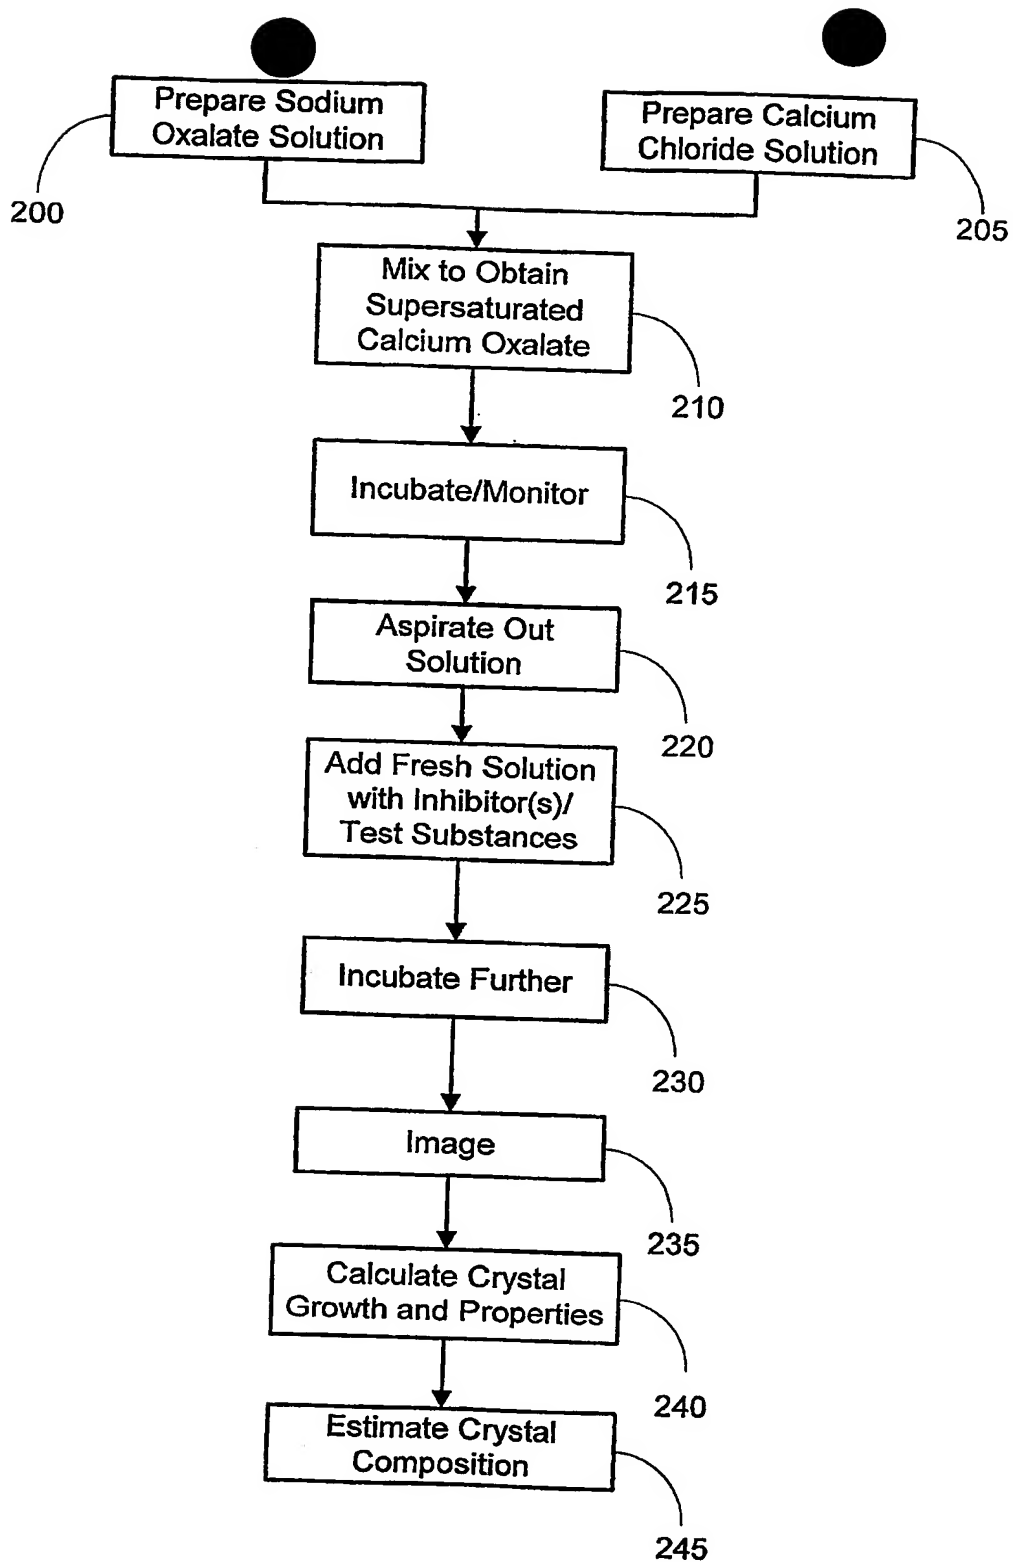 Prepare Sodium
Oxalate Solution
200
Prepare Calcium
Chloride Solution
205
Mix to Obtain
Supersaturated
Calcium Oxalate
210
Incubate/Monitor
215
Aspirate Out
Solution
220
Add Fresh Solution
with Inhibitor(s)/
Test Substances
225
Incubate Further
230
Image
235
Calculate Crystal
Growth and Properties
240
Estimate Crystal
Composition
245